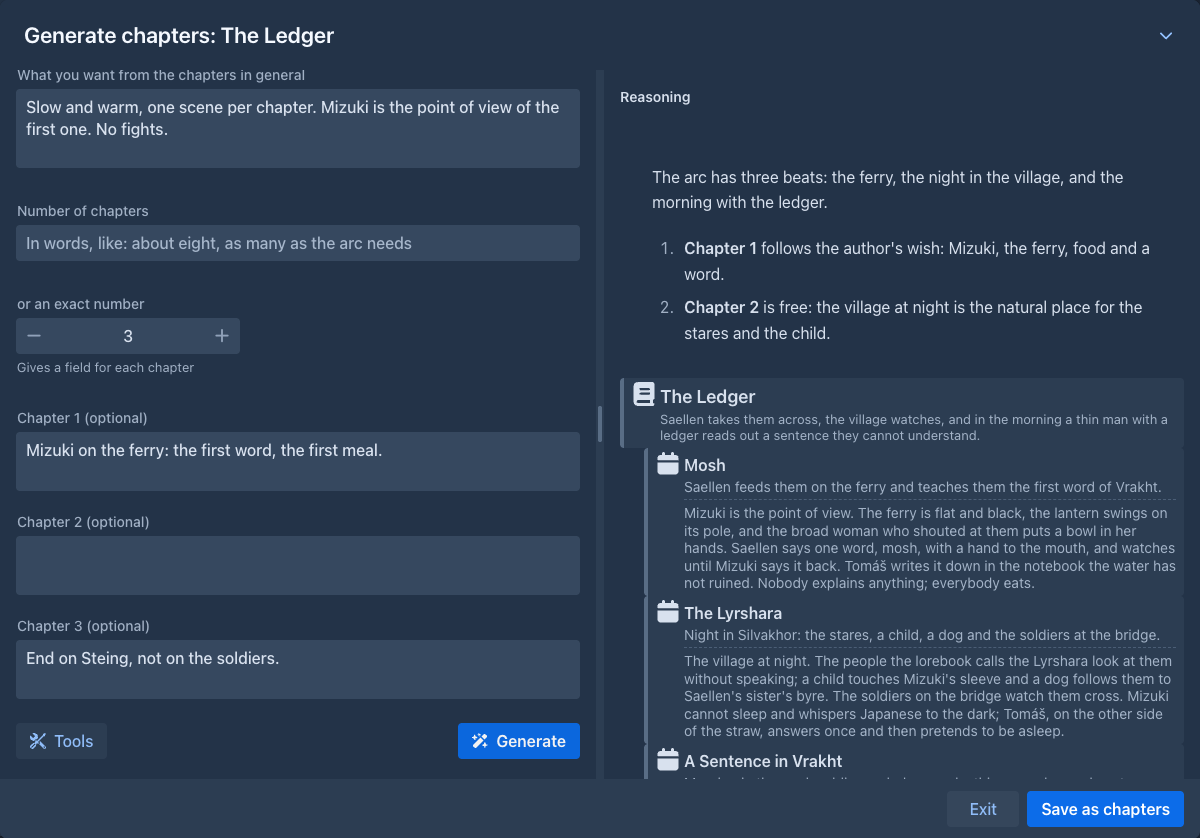 Generate chapters: The Ledger
What you want from the chapters in general
Slow and warm, one scene per chapter. Mizuki is the point of view of the
first one. No fights.
Number of chapters
In words, like: about eight, as many as the arc needs
or an exact number
3
Gives a field for each chapter
Chapter 1 (optional)
Mizuki on the ferry: the first word, the first meal.
Chapter 2 (optional)
Chapter 3 (optional)
End on Steing, not on the soldiers.
Tools
Generate
Reasoning
The arc has three beats: the ferry, the night in the village, and the
morning with the ledger.
1. Chapter 1 follows the author's wish: Mizuki, the ferry, food and a
word.
2. Chapter 2 is free: the village at night is the natural place for the
stares and the child.
The Ledger
Saellen takes them across, the village watches, and in the morning a thin man with a
ledger reads out a sentence they cannot understand.
Mosh
Saellen feeds them on the ferry and teaches them the first word of Vrakht.
Mizuki is the point of view. The ferry is flat and black, the lantern swings on
its pole, and the broad woman who shouted at them puts a bowl in her
hands. Saellen says one word, mosh, with a hand to the mouth, and watches
until Mizuki says it back. Tomáš writes it down in the notebook the water has
not ruined. Nobody explains anything; everybody eats.
The Lyrshara
Night in Silvakhor: the stares, a child, a dog and the soldiers at the bridge.
The village at night. The people the lorebook calls the Lyrshara look at them
without speaking; a child touches Mizuki's sleeve and a dog follows them to
Saellen's sister's byre. The soldiers on the bridge watch them cross. Mizuki
cannot sleep and whispers Japanese to the dark; Tomáš, on the other side
of the straw, answers once and then pretends to be asleep.
A Sentence in Vrakht
Exit
Save as chapters